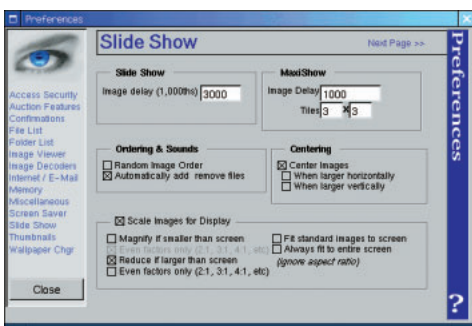 Preferences
Slide Show
Next Page >>
Preferences
Access Security
Auction Features
Confirmations
File List
Folder List
Image Viewer
Image Decoders
Internet / E-Mail
Memory
Miscellaneous
Screen Saver
Slide Show
Thumbnails
Wallpaper Chgr
Close
Slide Show
Image delay (1,000ths) 3000
MaxiShow
Image Delay 1000
Tiles 3 X 3
Ordering & Sounds
Random Image Order
Automatically add remove files
Centering
Center Images
When larger horizontally
When larger vertically
Scale Images for Display
Magnify if smaller than screen
Even factors only (2:1, 3:1, 4:1, etc)
Reduce if larger than screen
Even factors only (2:1, 3:1, 4:1, etc)
Fit standard images to screen
Always fit to entire screen
(ignore aspect ratio)
?